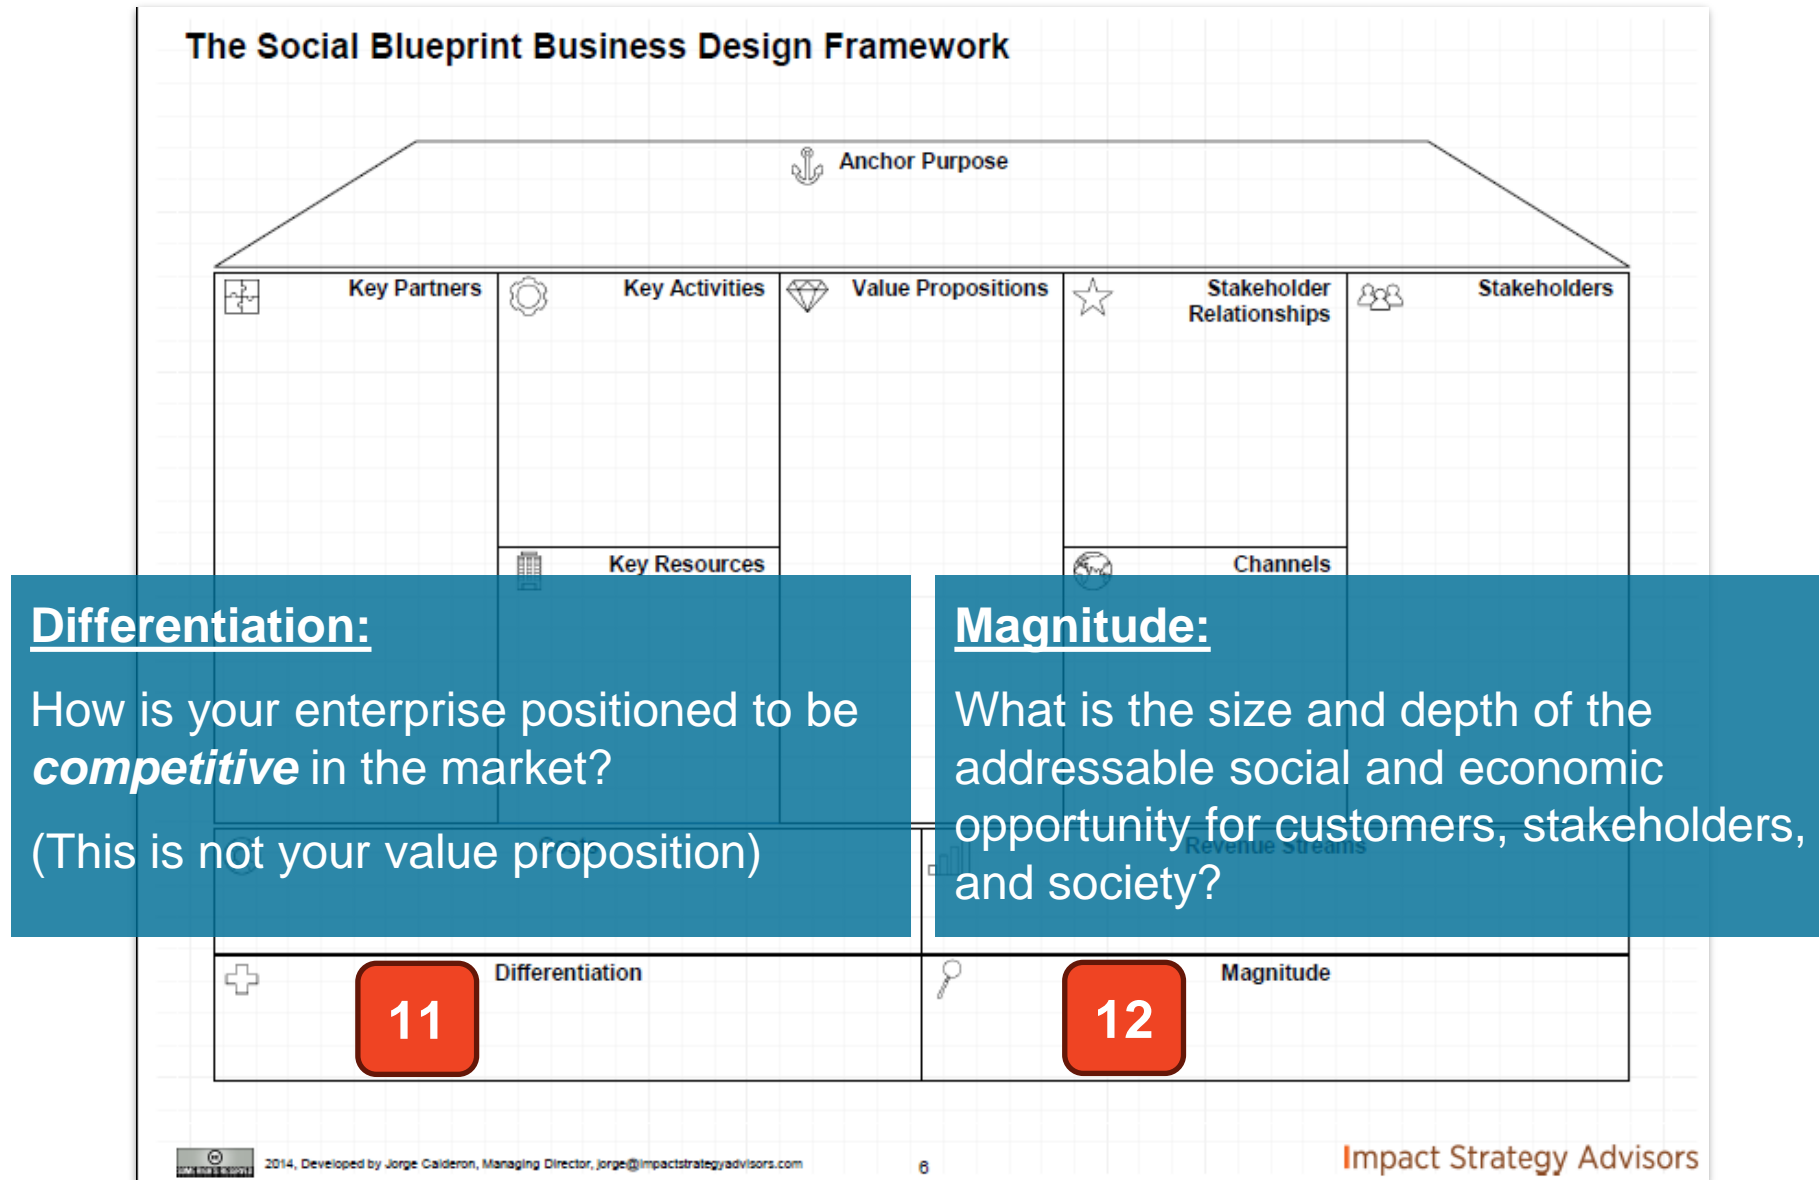 The Social Blueprint Business Design Framework
Anchor Purpose
Key Partners
Key Activities
Value Propositions
Stakeholder
Relationships
Stakeholders
Key Resources
Channels
Differentiation:
How is your enterprise positioned to be
competitive in the market?
(This is not your value proposition)
Magnitude:
What is the size and depth of the
addressable social and economic
opportunity for customers, stakeholders,
and society?
Costs
Revenue Streams
Differentiation
11
Magnitude
12
2014, Developed by Jorge Calderon, Managing Director, jorge@impactstrategyadvisors.com
6
Impact Strategy Advisors